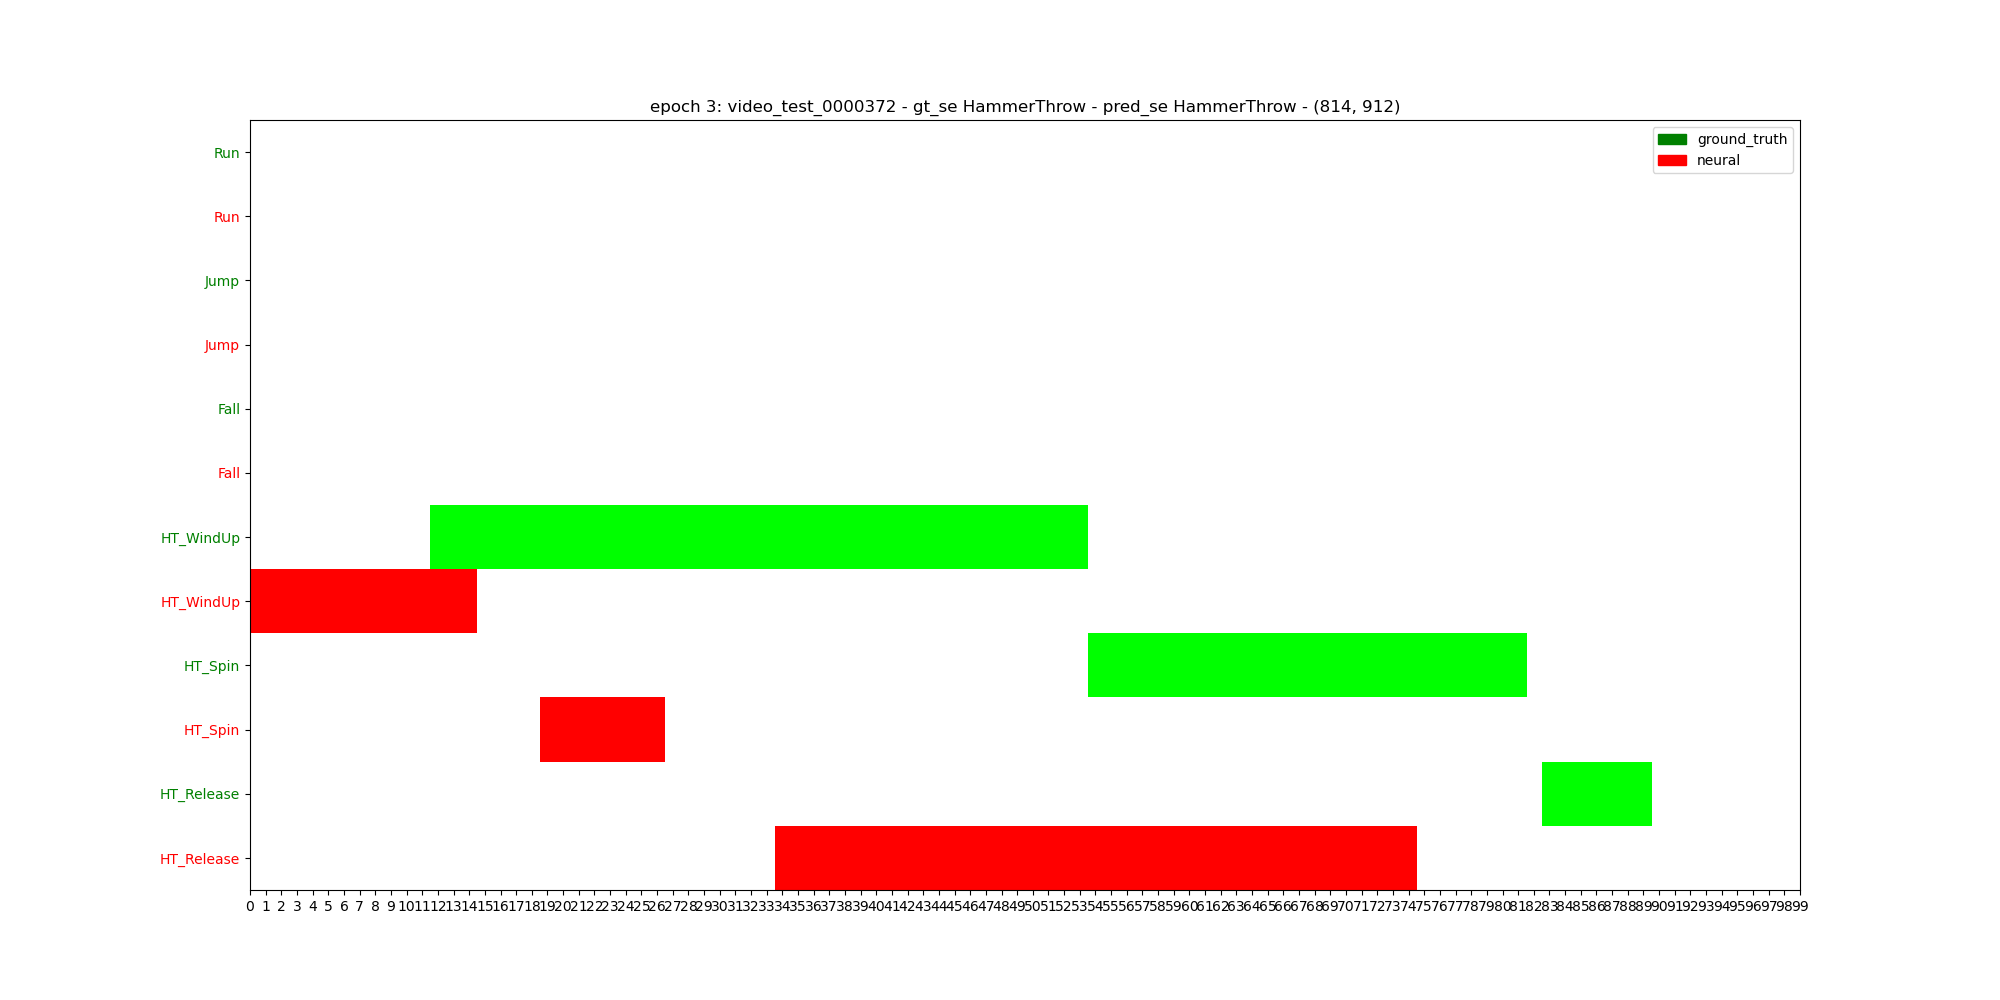 epoch 3: video_test_0000372 - gt_se HammerThrow - pred_se HammerThrow - (814, 912)
ground_truth
neural
Run
Run
Jump
Jump
Fall
Fall
HT_WindUp
HT_WindUp
HT_Spin
HT_Spin
HT_Release
HT_Release
0 1 2 3 4 5 6 7 8 9 10 11 12 13 14 15 16 17 18 19 20 21 22 23 24 25 26 27 28 29 30 31 32 33 34 35 36 37 38 39 40 41 42 43 44 45 46 47 48 49 50 51 52 53 54 55 56 57 58 59 60 61 62 63 64 65 66 67 68 69 70 71 72 73 74 75 76 77 78 79 80 81 82 83 84 85 86 87 88 89 90 91 92 93 94 95 96 97 98 99